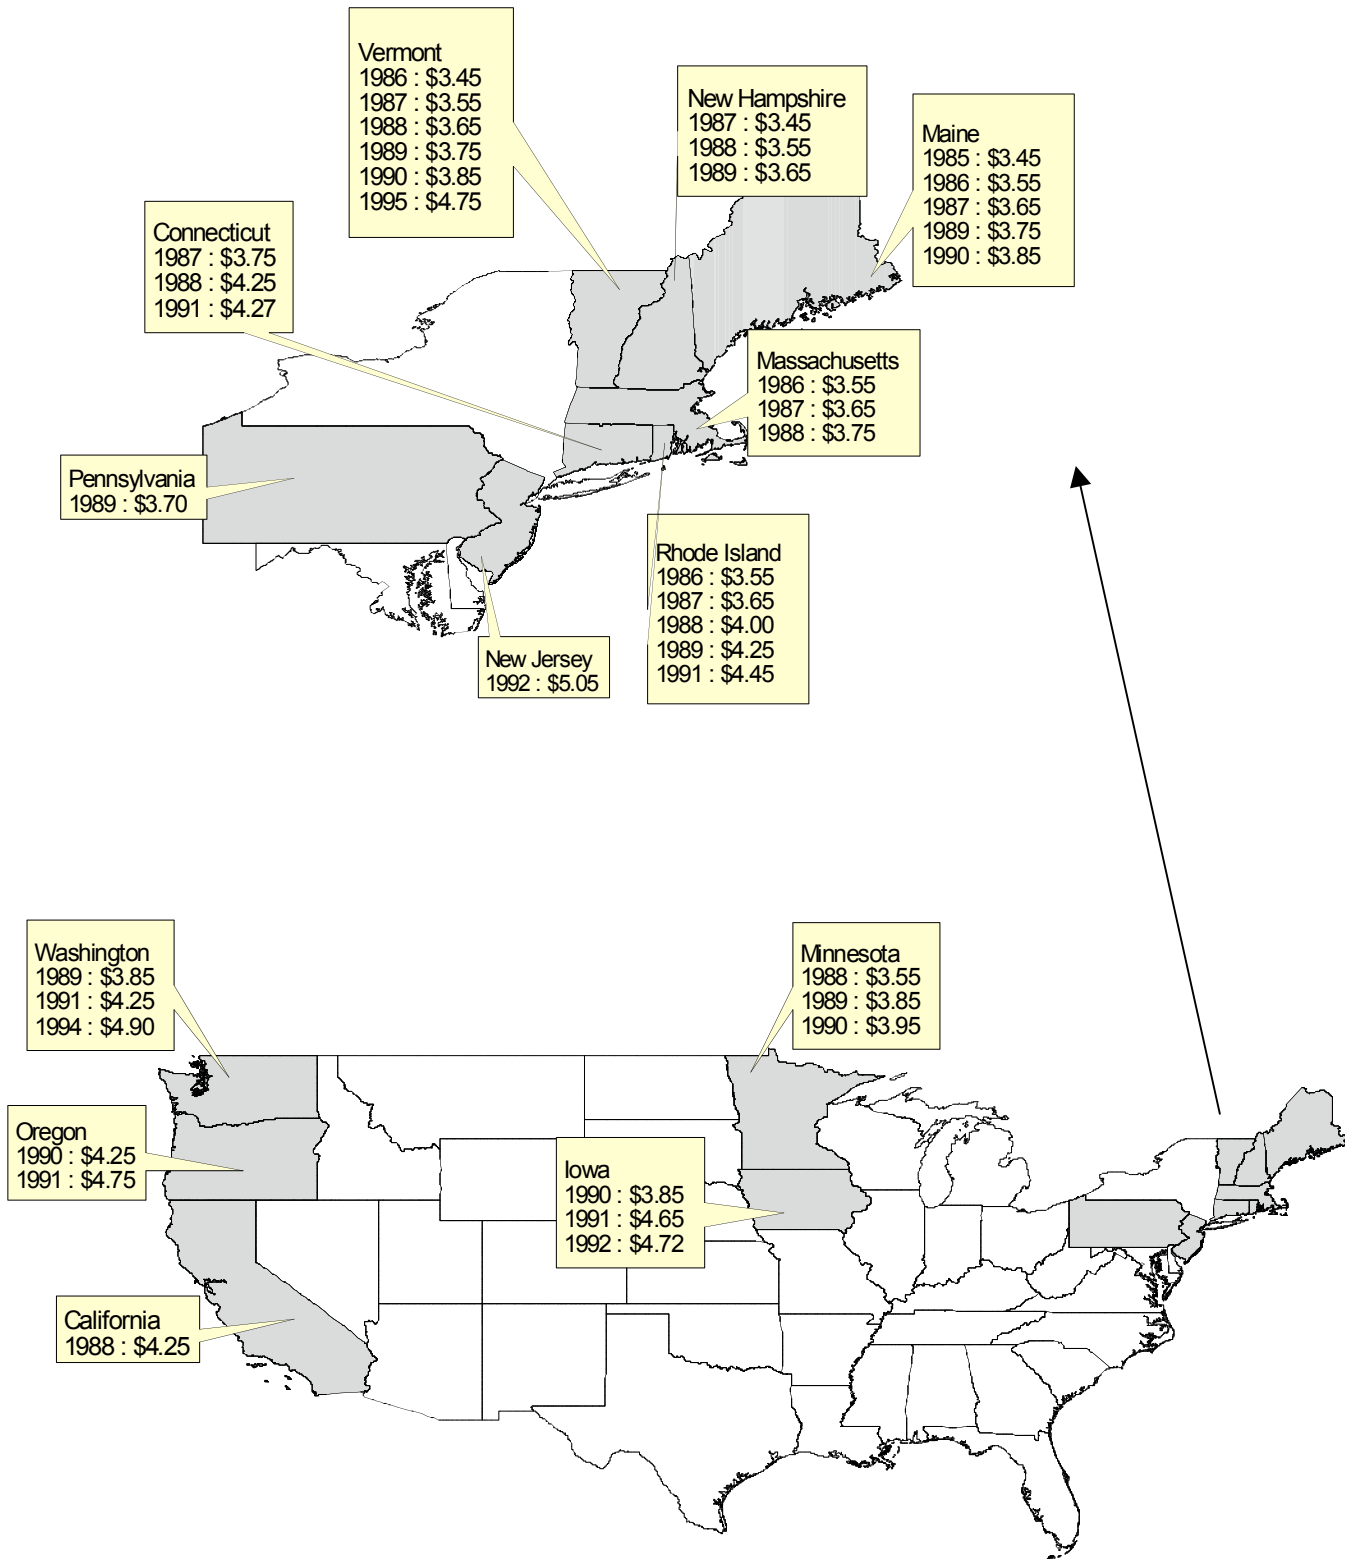 Vermont
1986 : $3.45
1987 : $3.55
1988 : $3.65
1989 : $3.75
1990 : $3.85
1995 : $4.75
New Hampshire
1987 : $3.45
1988 : $3.55
1989 : $3.65
Maine
1985 : $3.45
1986 : $3.55
1987 : $3.65
1989 : $3.75
1990 : $3.85
Connecticut
1987 : $3.75
1988 : $4.25
1991 : $4.27
Massachusetts
1986 : $3.55
1987 : $3.65
1988 : $3.75
Pennsylvania
1989 : $3.70
Rhode Island
1986 : $3.55
1987 : $3.65
1988 : $4.00
1989 : $4.25
1991 : $4.45
New Jersey
1992 : $5.05
Washington
1989 : $3.85
1991 : $4.25
1994 : $4.90
Minnesota
1988 : $3.55
1989 : $3.85
1990 : $3.95
Oregon
1990 : $4.25
1991 : $4.75
Iowa
1990 : $3.85
1991 : $4.65
1992 : $4.72
California
1988 : $4.25